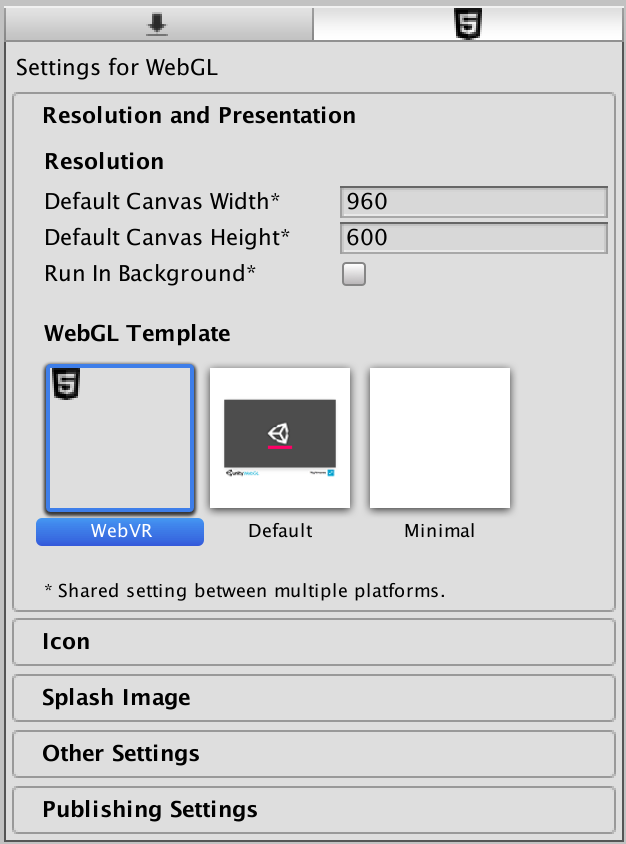 Settings for WebGL
Resolution and Presentation
Resolution
Default Canvas Width* 960
Default Canvas Height* 600
Run In Background*
WebGL Template
WebVR Default Minimal
* Shared setting between multiple platforms.
Icon
Splash Image
Other Settings
Publishing Settings